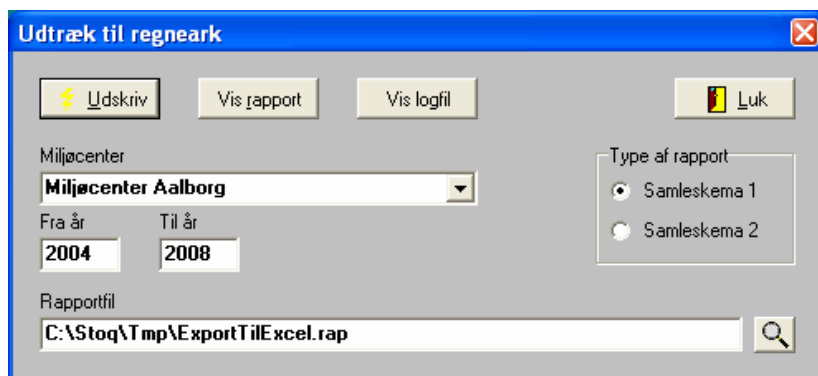 Udtræk til regneark
Udskriv Vis rapport Vis logfil Luk
Miljøcenter
Miljøcenter Aalborg
Type af rapport
Samleskema 1
Samleskema 2
Fra år Til år
2004 2008
Rapportfil
C:\Stoq\Tmp\ExportTilExcel.rap